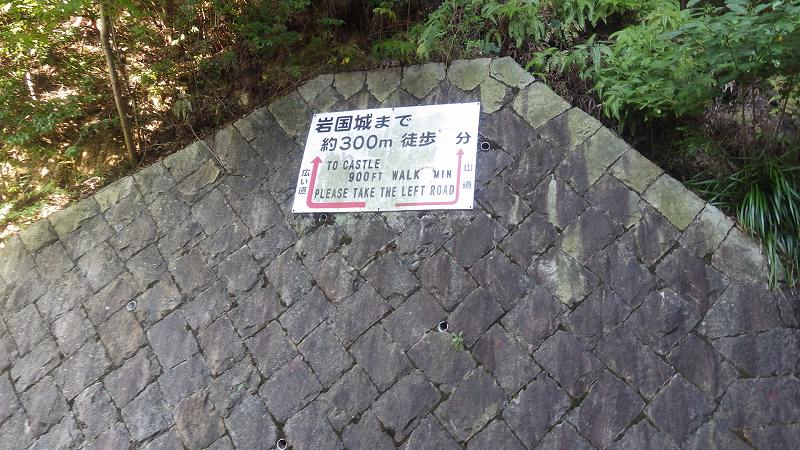 岩国城まで
約300m 徒歩 分
TO CASTLE
900FT WALK MIN
PLEASE TAKE THE LEFT ROAD
広い道
山道